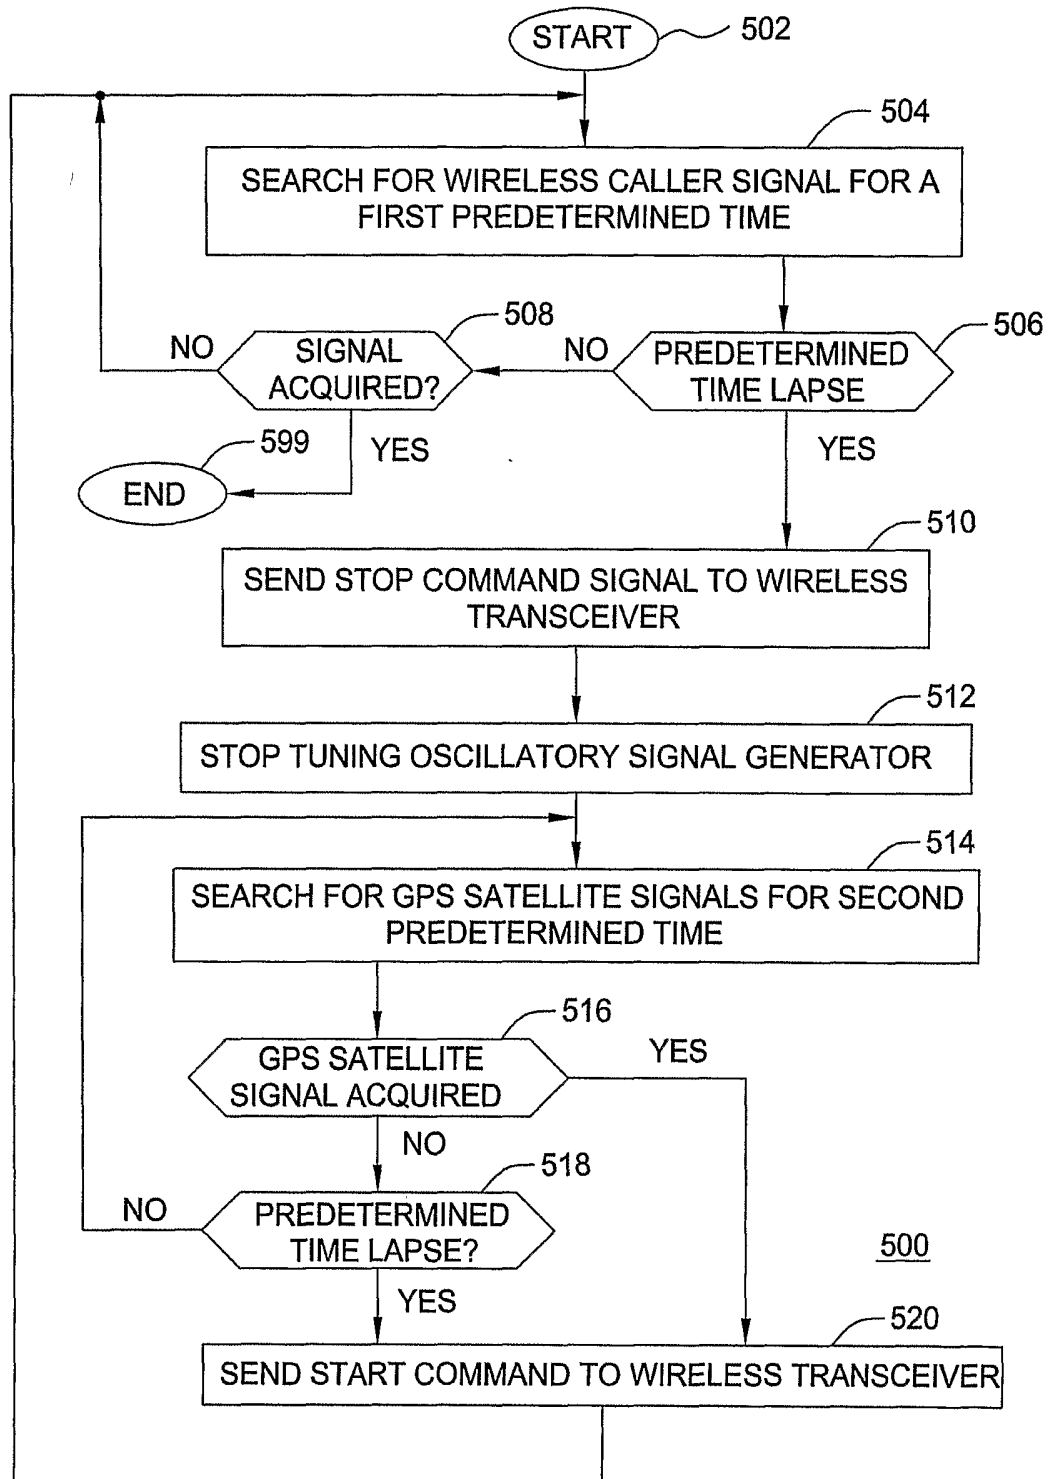 START
502
504
SEARCH FOR WIRELESS CALLER SIGNAL FOR A
FIRST PREDETERMINED TIME
508
506
NO
SIGNAL
ACQUIRED?
NO
PREDETERMINED
TIME LAPSE
YES
YES
599
END
510
SEND STOP COMMAND SIGNAL TO WIRELESS
TRANSCEIVER
512
STOP TUNING OSCILLATORY SIGNAL GENERATOR
514
SEARCH FOR GPS SATELLITE SIGNALS FOR SECOND
PREDETERMINED TIME
516
GPS SATELLITE
SIGNAL ACQUIRED
YES
NO
518
NO
PREDETERMINED
TIME LAPSE?
500
YES
520
SEND START COMMAND TO WIRELESS TRANSCEIVER